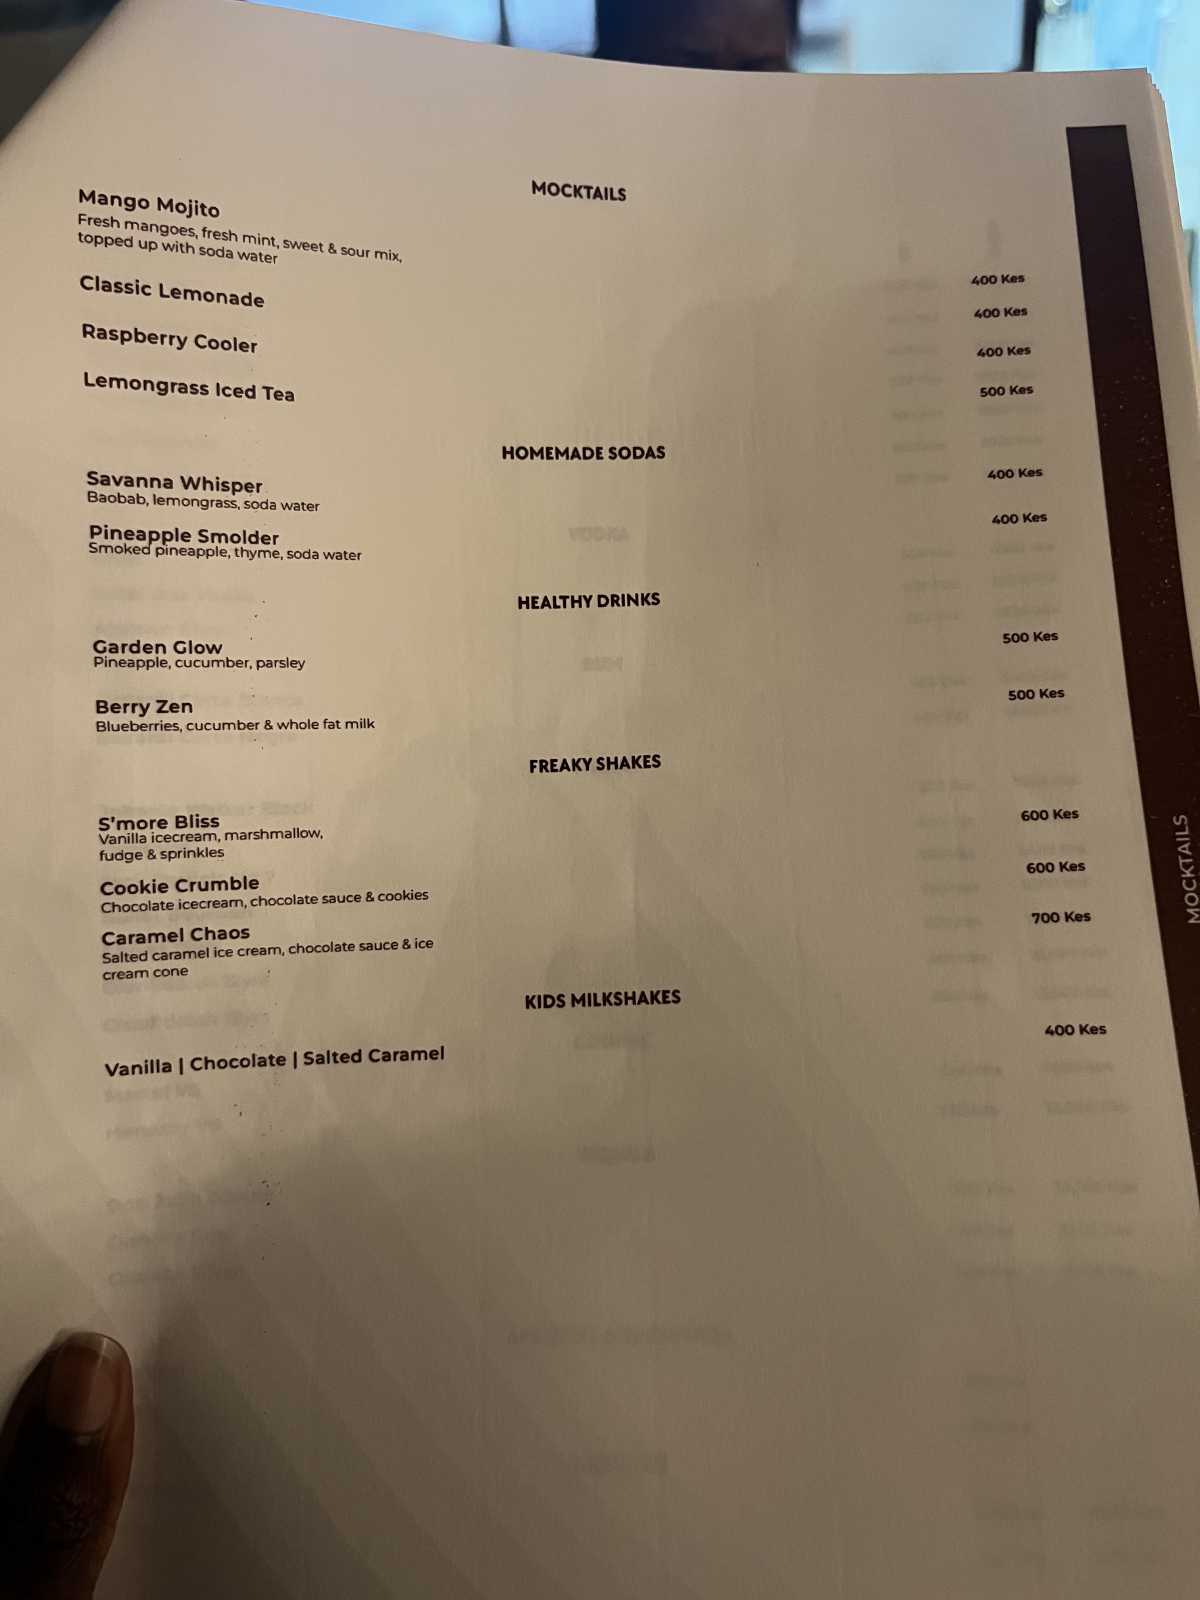 MOCKTAILS
Mango Mojito
Fresh mangoes, fresh mint, sweet & sour mix,
topped up with soda water
400 Kes
Classic Lemonade
400 Kes
Raspberry Cooler
400 Kes
Lemongrass Iced Tea
500 Kes
HOMEMADE SODAS
Savanna Whisper
400 Kes
Baobab, lemongrass, soda water
Pineapple Smolder
400 Kes
Smoked pineapple, thyme, soda water
HEALTHY DRINKS
Garden Glow
500 Kes
Pineapple, cucumber, parsley
Berry Zen
500 Kes
Blueberries, cucumber & whole fat milk
FREAKY SHAKES
S'more Bliss
600 Kes
Vanilla icecream, marshmallow,
fudge & sprinkles
Cookie Crumble
600 Kes
Chocolate icecream, chocolate sauce & cookies
Caramel Chaos
700 Kes
Salted caramel ice cream, chocolate sauce & ice
cream cone
KIDS MILKSHAKES
Vanilla | Chocolate | Salted Caramel
400 Kes
MOCKTAILS